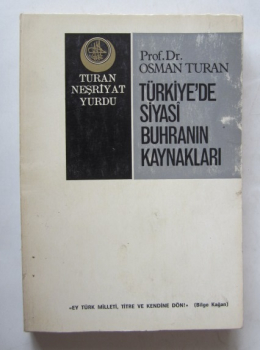 TURAN
NEŞRİYAT
YURDU
Prof. Dr.
OSMAN TURAN
TÜRKİYE'DE
SİYASÎ
BUHRANIN
KAYNAKLARI
«EY TÜRK MİLLETİ, TİTRE VE KENDİNE DÖN!» (Bilge Kağan)